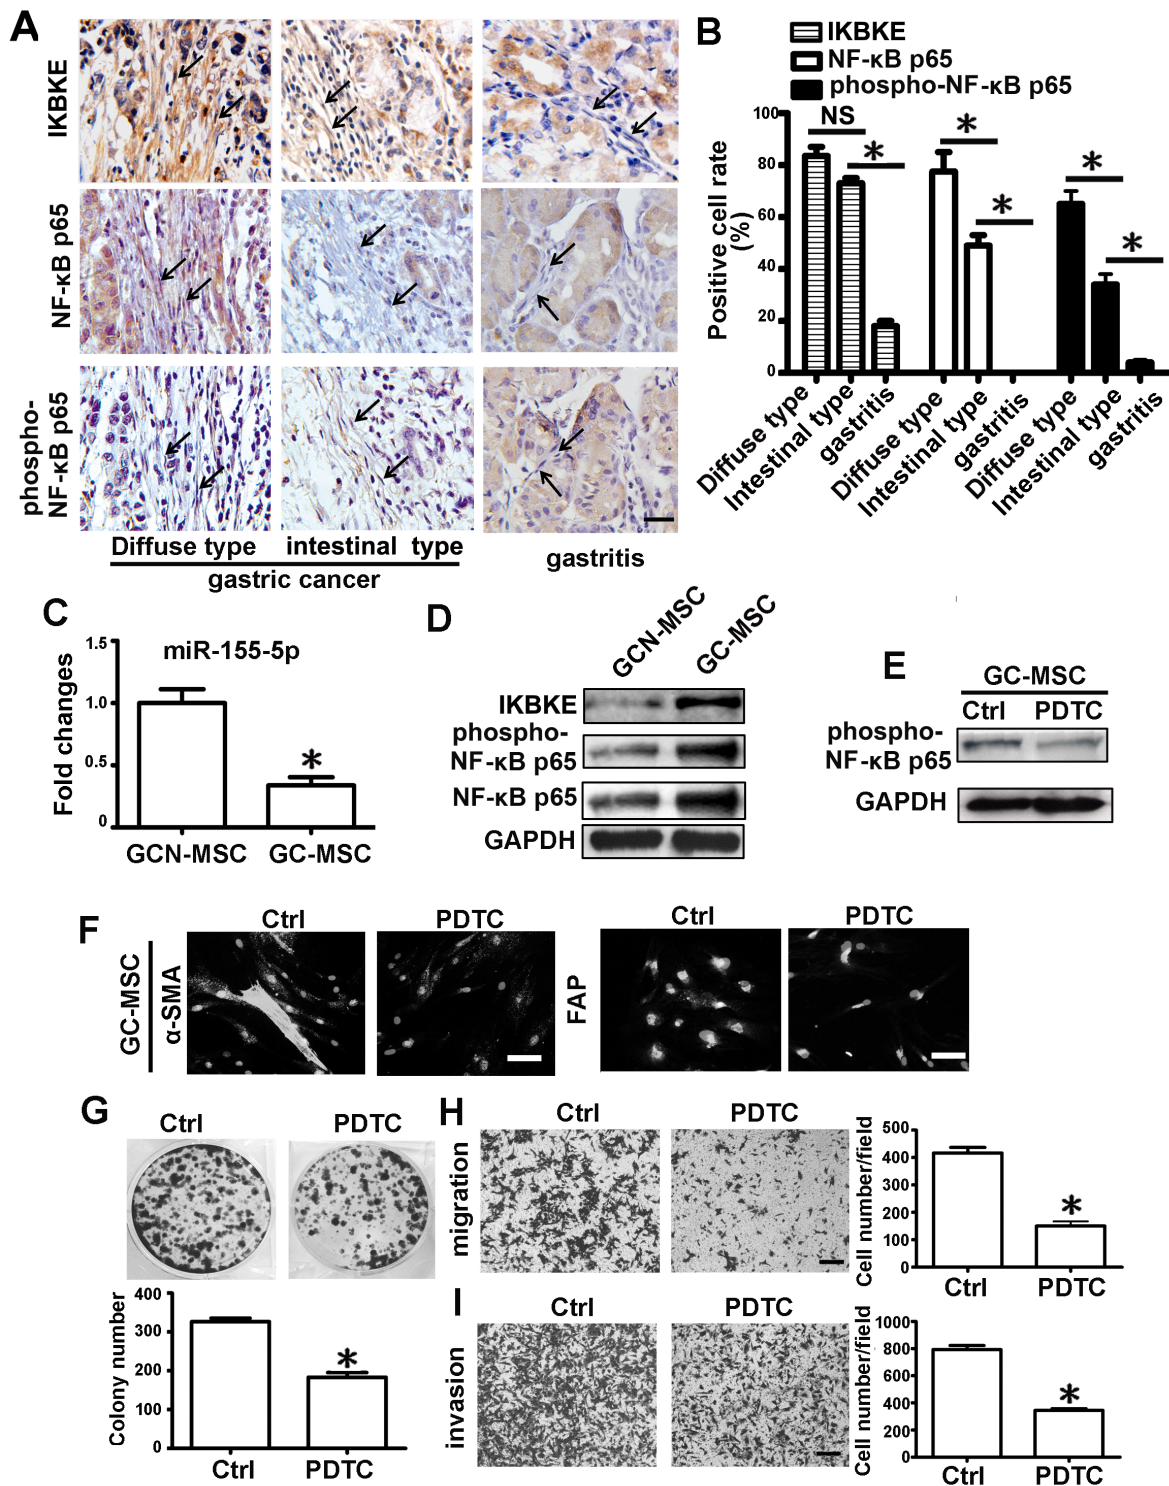 A
IKBKE
NF-κB p65
phospho-
NF-κB p65
Diffuse type
intestinal type
gastritis
gastric cancer
B
IKBKE
NF-κB p65
phospho-NF-κB p65
Positive cell rate
(%)
100
80
60
40
20
0
NS
*
*
*
*
*
Diffuse type
Intestinal type
gastritis
Diffuse type
Intestinal type
gastritis
Diffuse type
Intestinal type
gastritis
C
miR-155-5p
Fold changes
1.5
1.0
0.5
0
*
GCN-MSC
GC-MSC
D
GCN-MSC
GC-MSC
IKBKE
phospho-
NF-κB p65
NF-κB p65
GAPDH
E
GC-MSC
Ctrl
PDTC
phospho-
NF-κB p65
GAPDH
F
Ctrl
PDTC
Ctrl
PDTC
GC-MSC
α-SMA
FAP
G
Ctrl
PDTC
Colony number
400
300
200
100
0
*
Ctrl
PDTC
H
Ctrl
PDTC
migration
Cell number/field
500
400
300
200
100
0
*
Ctrl
PDTC
I
Ctrl
PDTC
invasion
Cell number/field
1000
800
600
400
200
0
*
Ctrl
PDTC